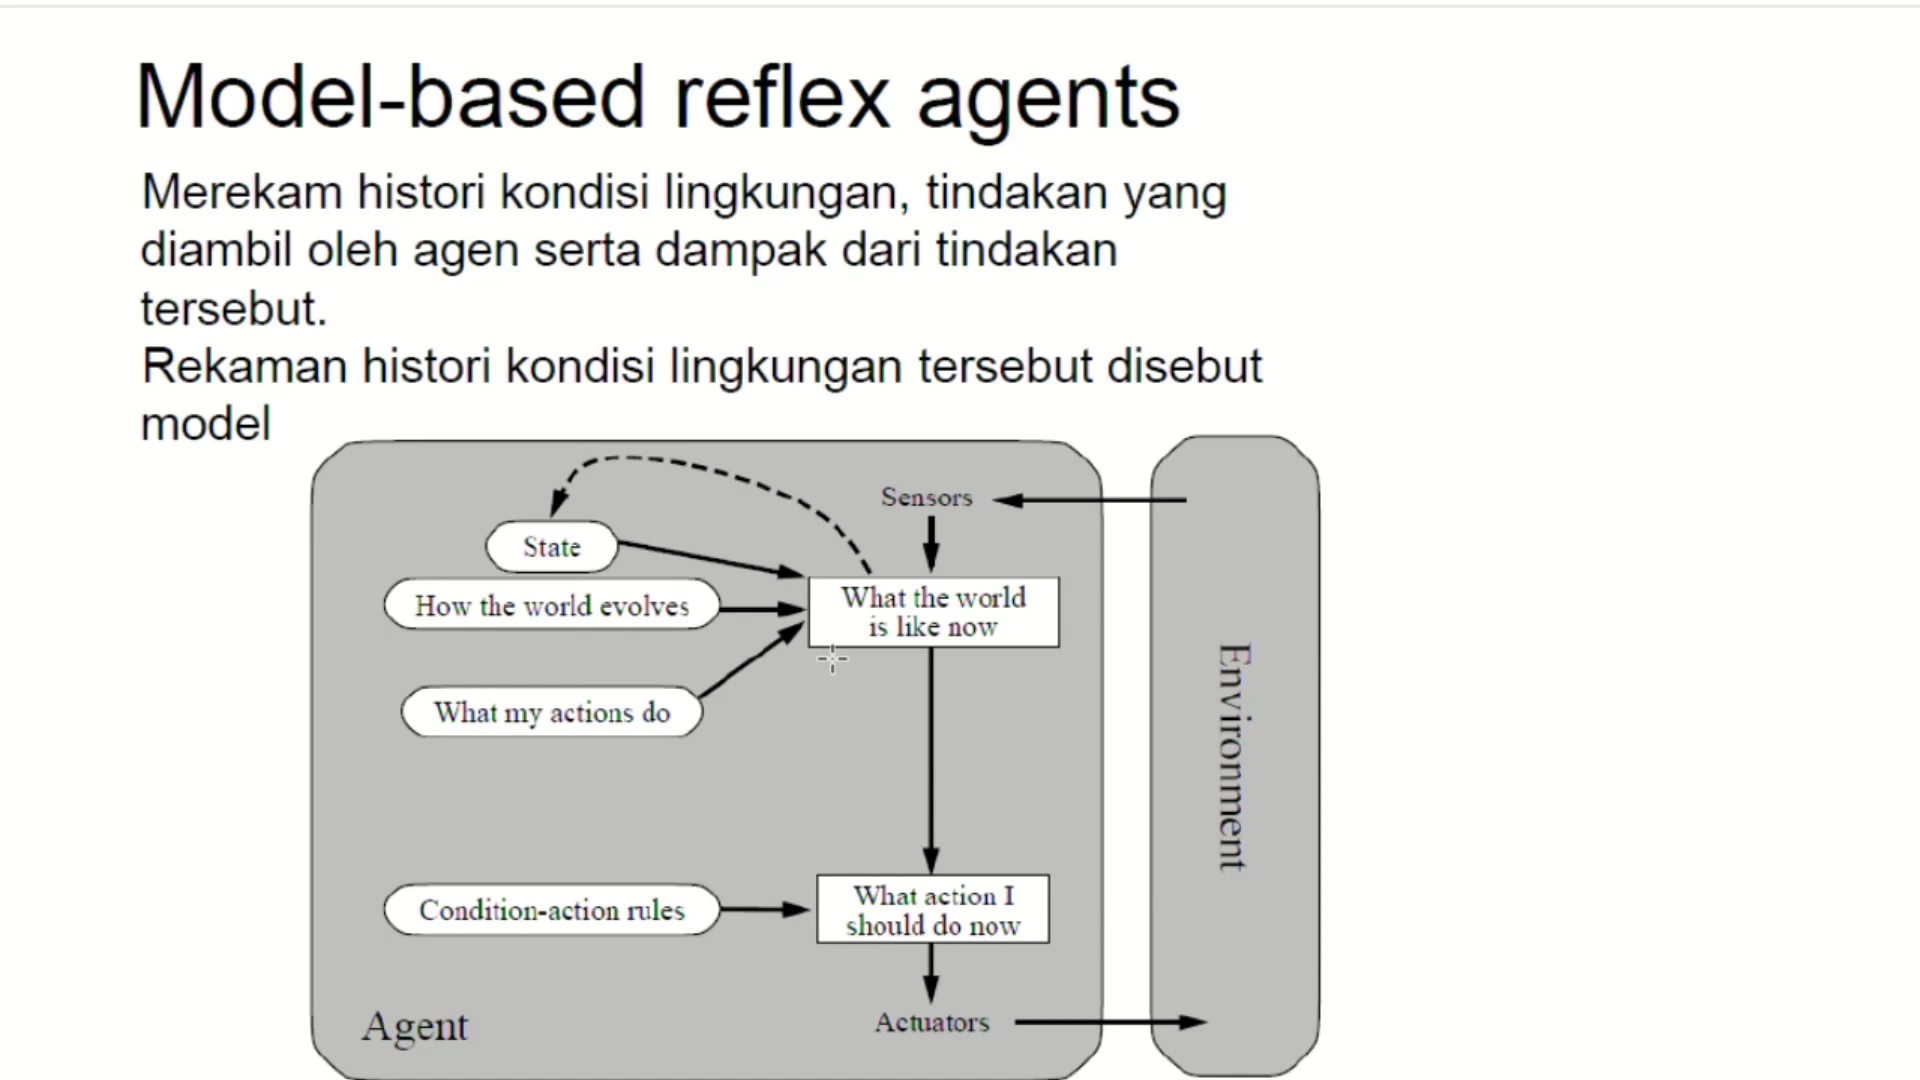 Model-based reflex agents
Merekam histori kondisi lingkungan, tindakan yang
diambil oleh agen serta dampak dari tindakan
tersebut.
Rekaman histori kondisi lingkungan tersebut disebut
model
Sensors
State
How the world evolves
What the world
is like now
What my actions do
Environment
Condition-action rules
What action I
should do now
Agent
Actuators